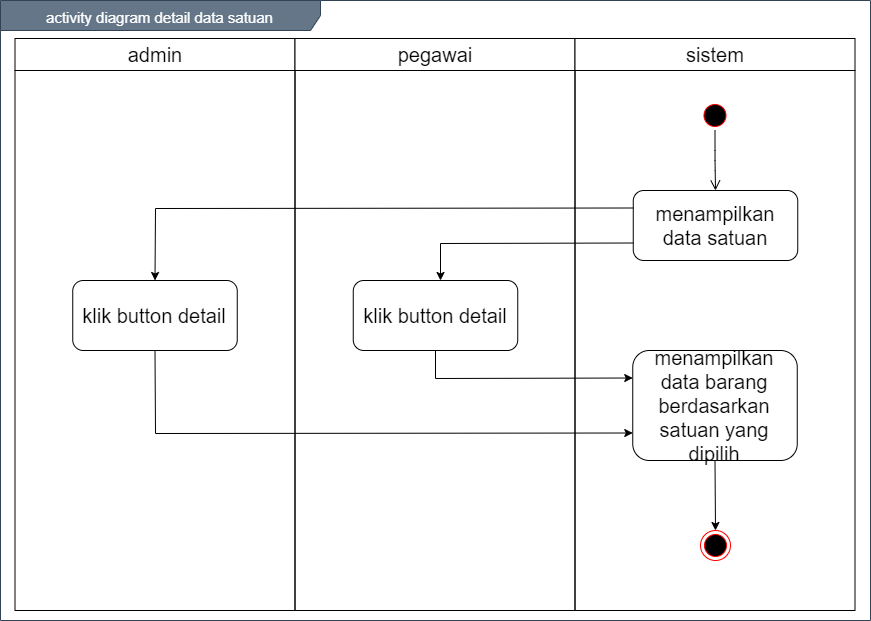 activity diagram detail data satuan
admin
pegawai
sistem
menampilkan
data satuan
klik button detail
klik button detail
menampilkan
data barang
berdasarkan
satuan yang
dipilih